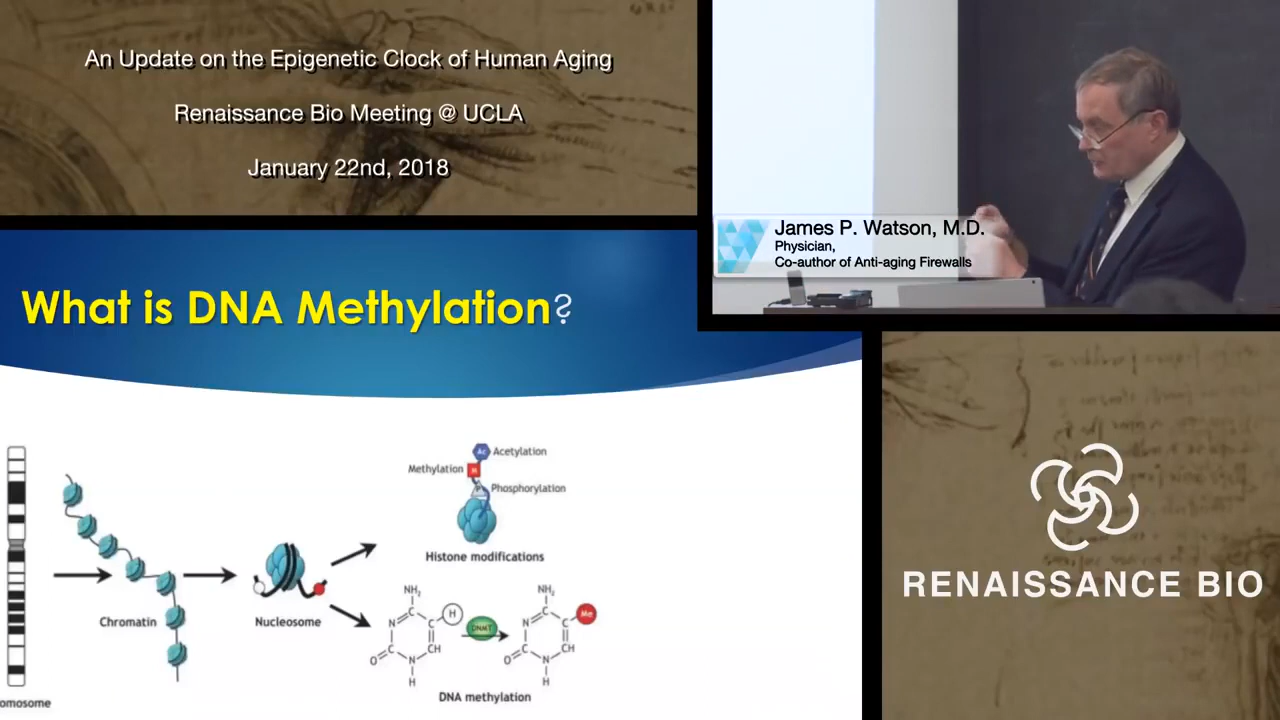 An Update on the Epigenetic Clock of Human Aging
Renaissance Bio Meeting @ UCLA
January 22nd, 2018
James P. Watson, M.D.
Physician,
Co-author of Anti-aging Firewalls
What is DNA Methylation?
Ac Acetylation
Methylation M
P Phosphorylation
Histone modifications
Chromatin
Nucleosome
NH₂
N
C
C
H
O
C
N
CH
H
DNMT
NH₂
N
C
C
Me
O
C
N
CH
H
DNA methylation
omosome
RENAISSANCE BIO